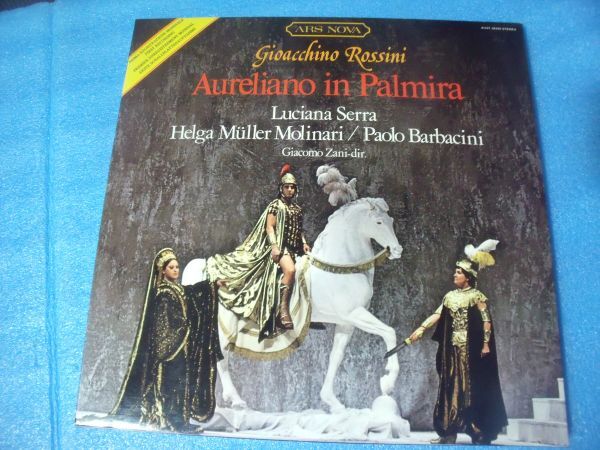 ARS NOVA
Gioacchino Rossini
Aureliano in Palmira
Luciana Serra
Helga Müller Molinari / Paolo Barbacini
Giacomo Zani-dir.